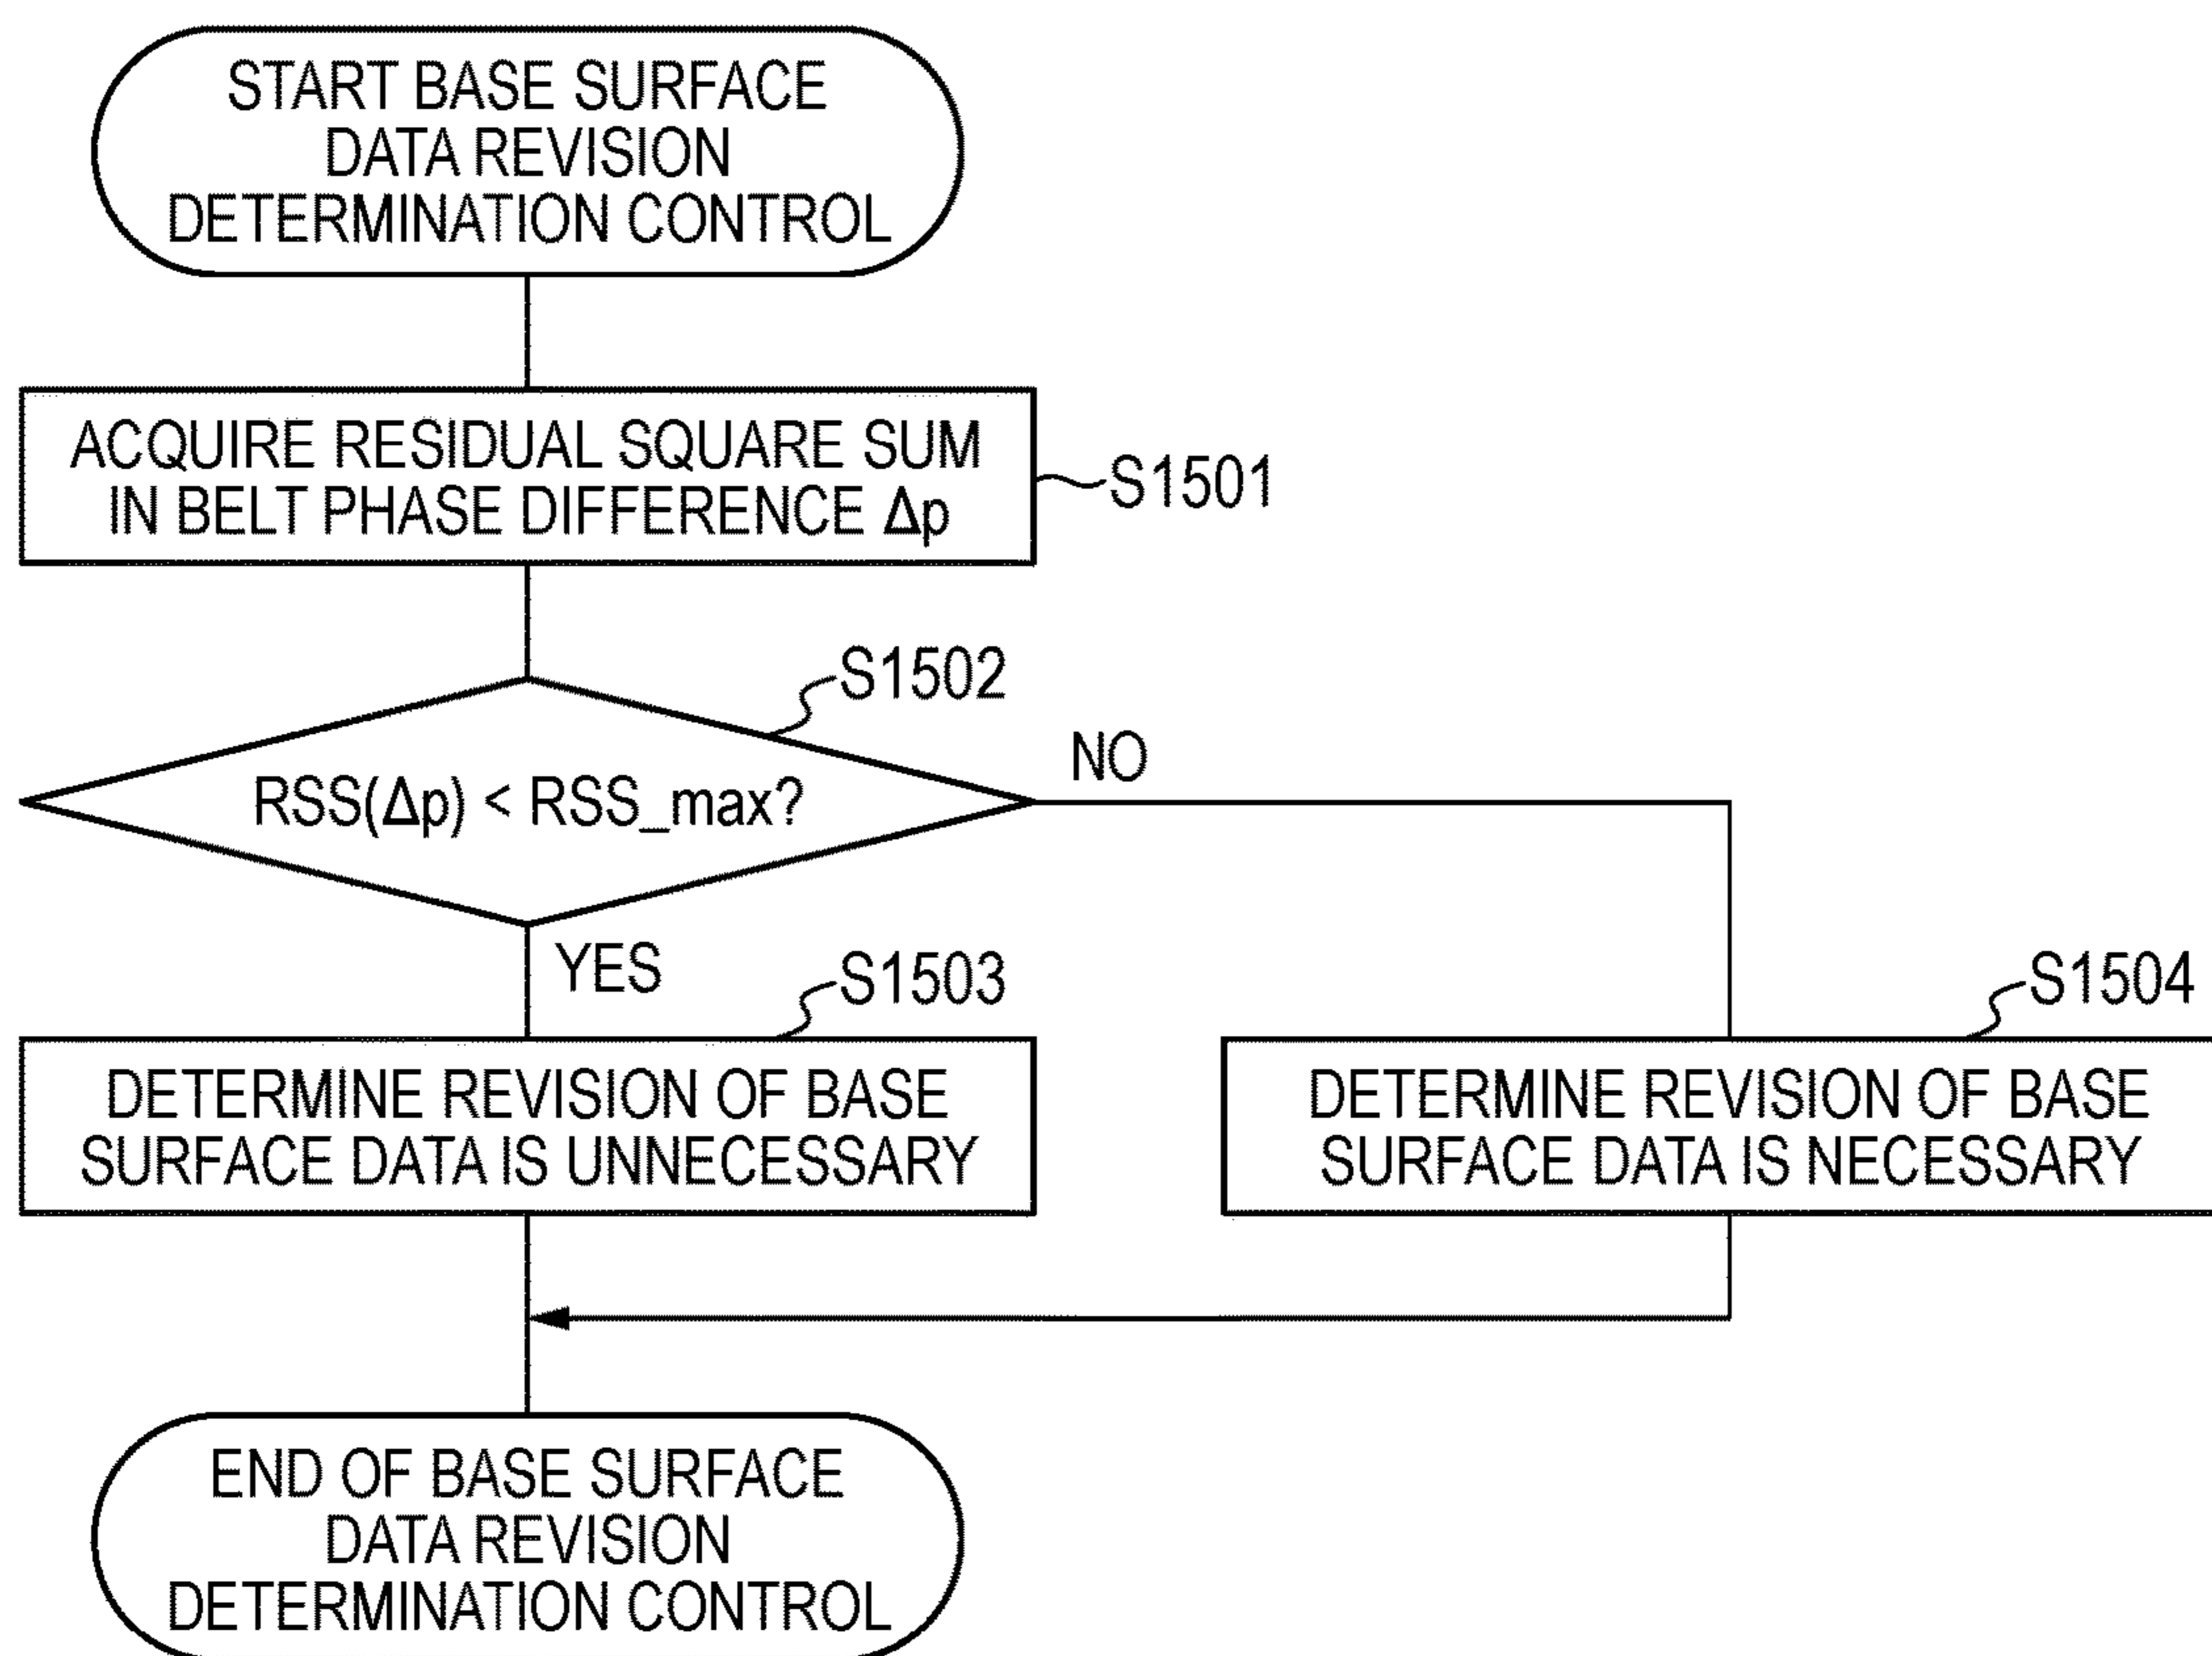 START BASE SURFACE
DATA REVISION
DETERMINATION CONTROL
ACQUIRE RESIDUAL SQUARE SUM
IN BELT PHASE DIFFERENCE Δp
S1501
S1502
RSS(Δp) < RSS_max?
NO
YES
S1503
DETERMINE REVISION OF BASE
SURFACE DATA IS UNNECESSARY
S1504
DETERMINE REVISION OF BASE
SURFACE DATA IS NECESSARY
END OF BASE SURFACE
DATA REVISION
DETERMINATION CONTROL